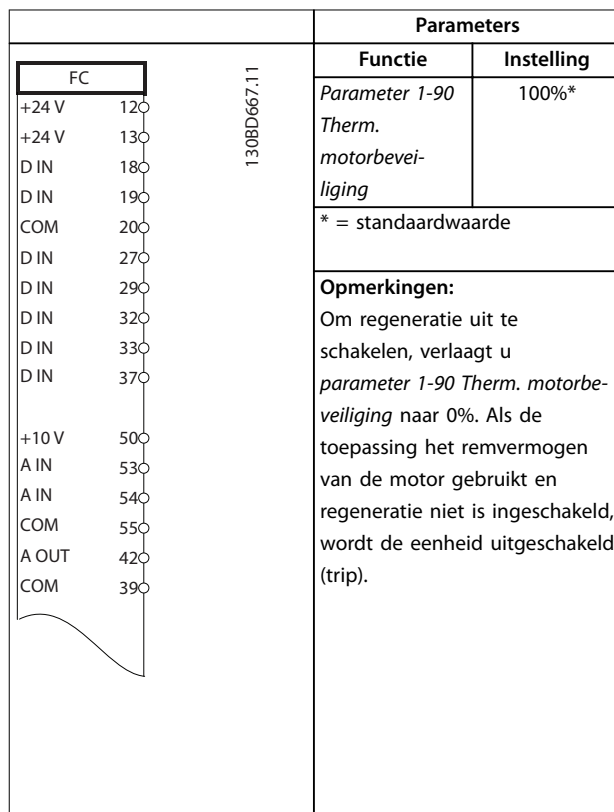 FC
+24 V 12
+24 V 13
D IN 18
D IN 19
COM 20
D IN 27
D IN 29
D IN 32
D IN 33
D IN 37
+10 V 50
A IN 53
A IN 54
COM 55
A OUT 42
COM 39
130BD667.11
Parameters
Functie Instelling
Parameter 1-90 100%*
Therm.
motorbevei-
liging
* = standaardwaarde
Opmerkingen:
Om regeneratie uit te
schakelen, verlaagt u
parameter 1-90 Therm. motorbe-
veiliging naar 0%. Als de
toepassing het remvermogen
van de motor gebruikt en
regeneratie niet is ingeschakeld,
wordt de eenheid uitgeschakeld
(trip).